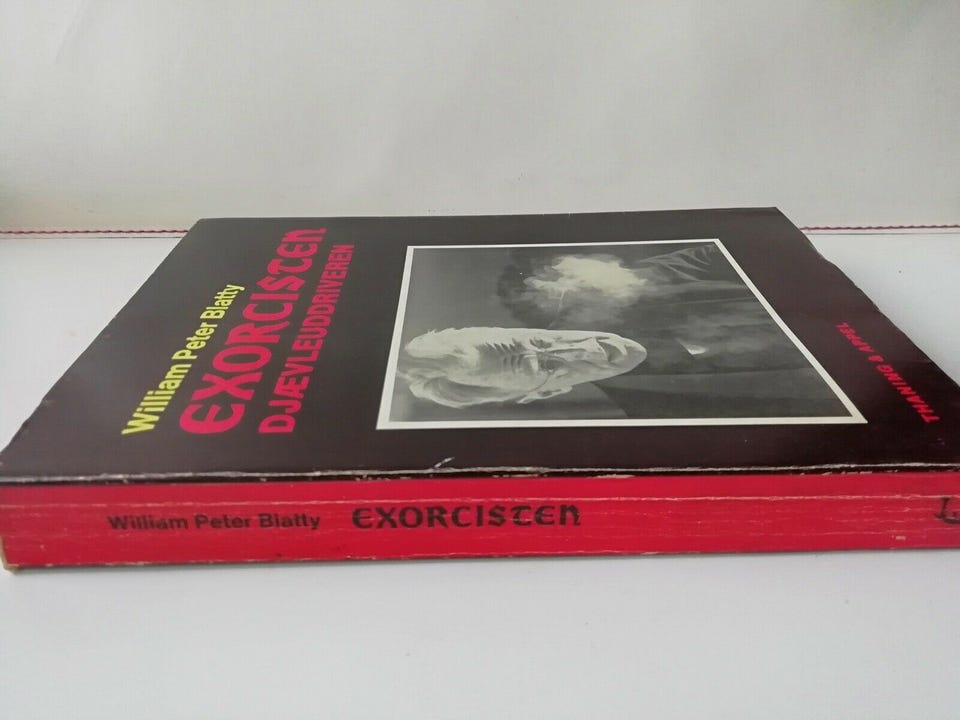 William Peter Blatty
EXORCISTEN
DJÆVLEUDDRIVEREN
THANING & APPEL
William Peter Blatty EXORCISTEN